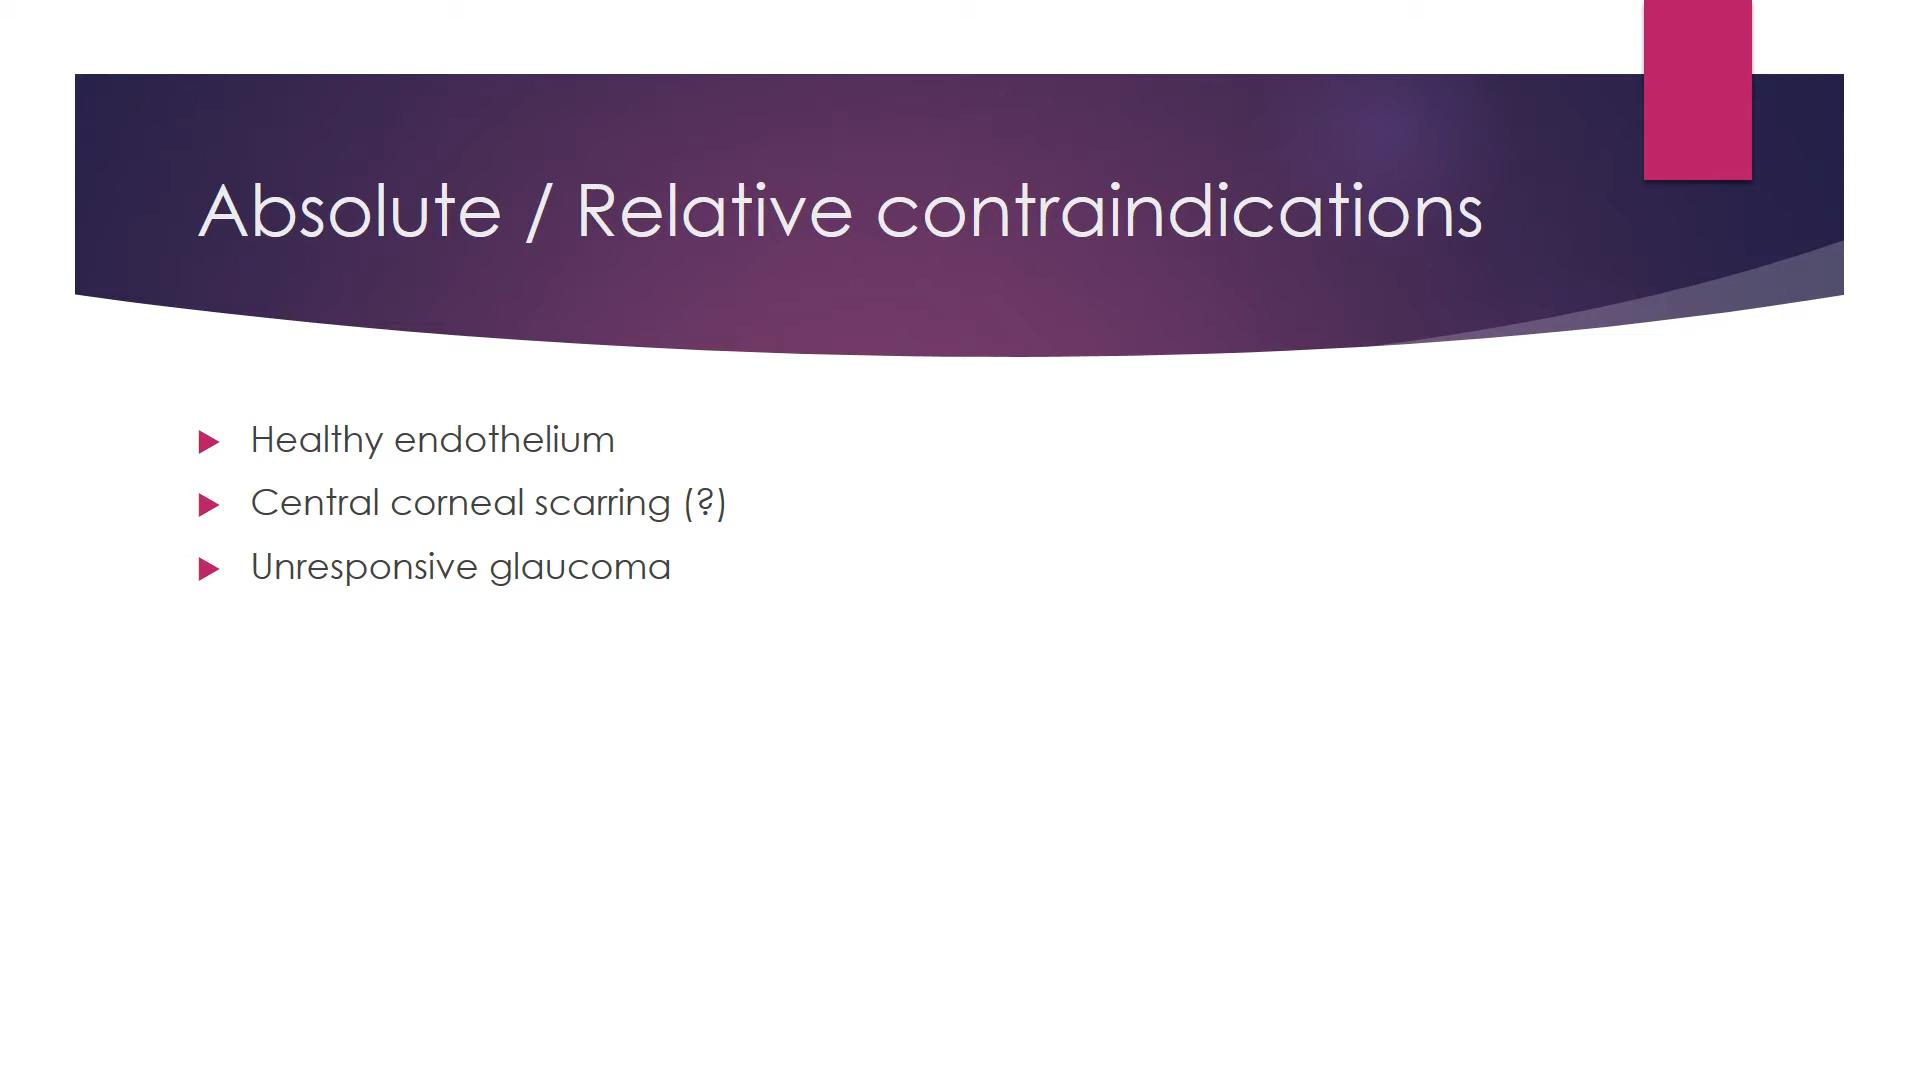 Absolute / Relative contraindications
Healthy endothelium
Central corneal scarring (?)
Unresponsive glaucoma